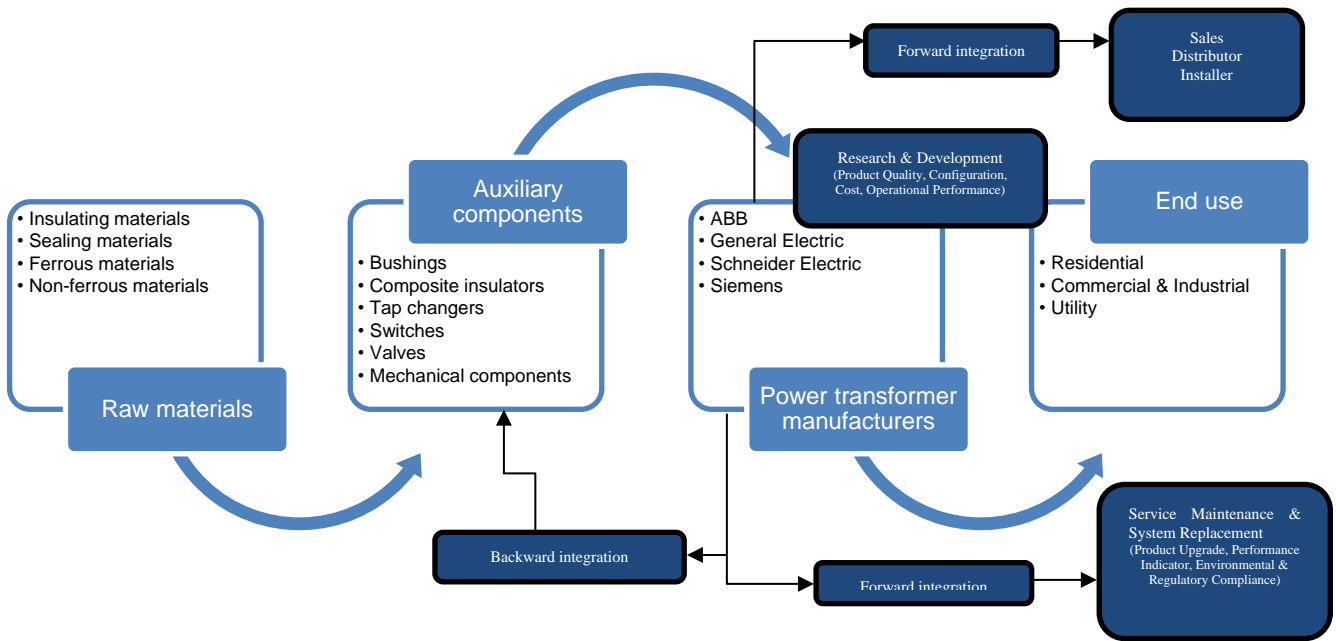 Forward integration
Sales
Distributor
Installer
Research & Development
(Product Quality, Configuration,
Cost, Operational Performance)
Auxiliary
components
End use
• Insulating materials
• Sealing materials
• Ferrous materials
• Non-ferrous materials
• Bushings
• Composite insulators
• Tap changers
• Switches
• Valves
• Mechanical components
• ABB
• General Electric
• Schneider Electric
• Siemens
• Residential
• Commercial & Industrial
• Utility
Raw materials
Power transformer
manufacturers
Backward integration
Forward integration
Service Maintenance &
System Replacement
(Product Upgrade, Performance
Indicator, Environmental &
Regulatory Compliance)